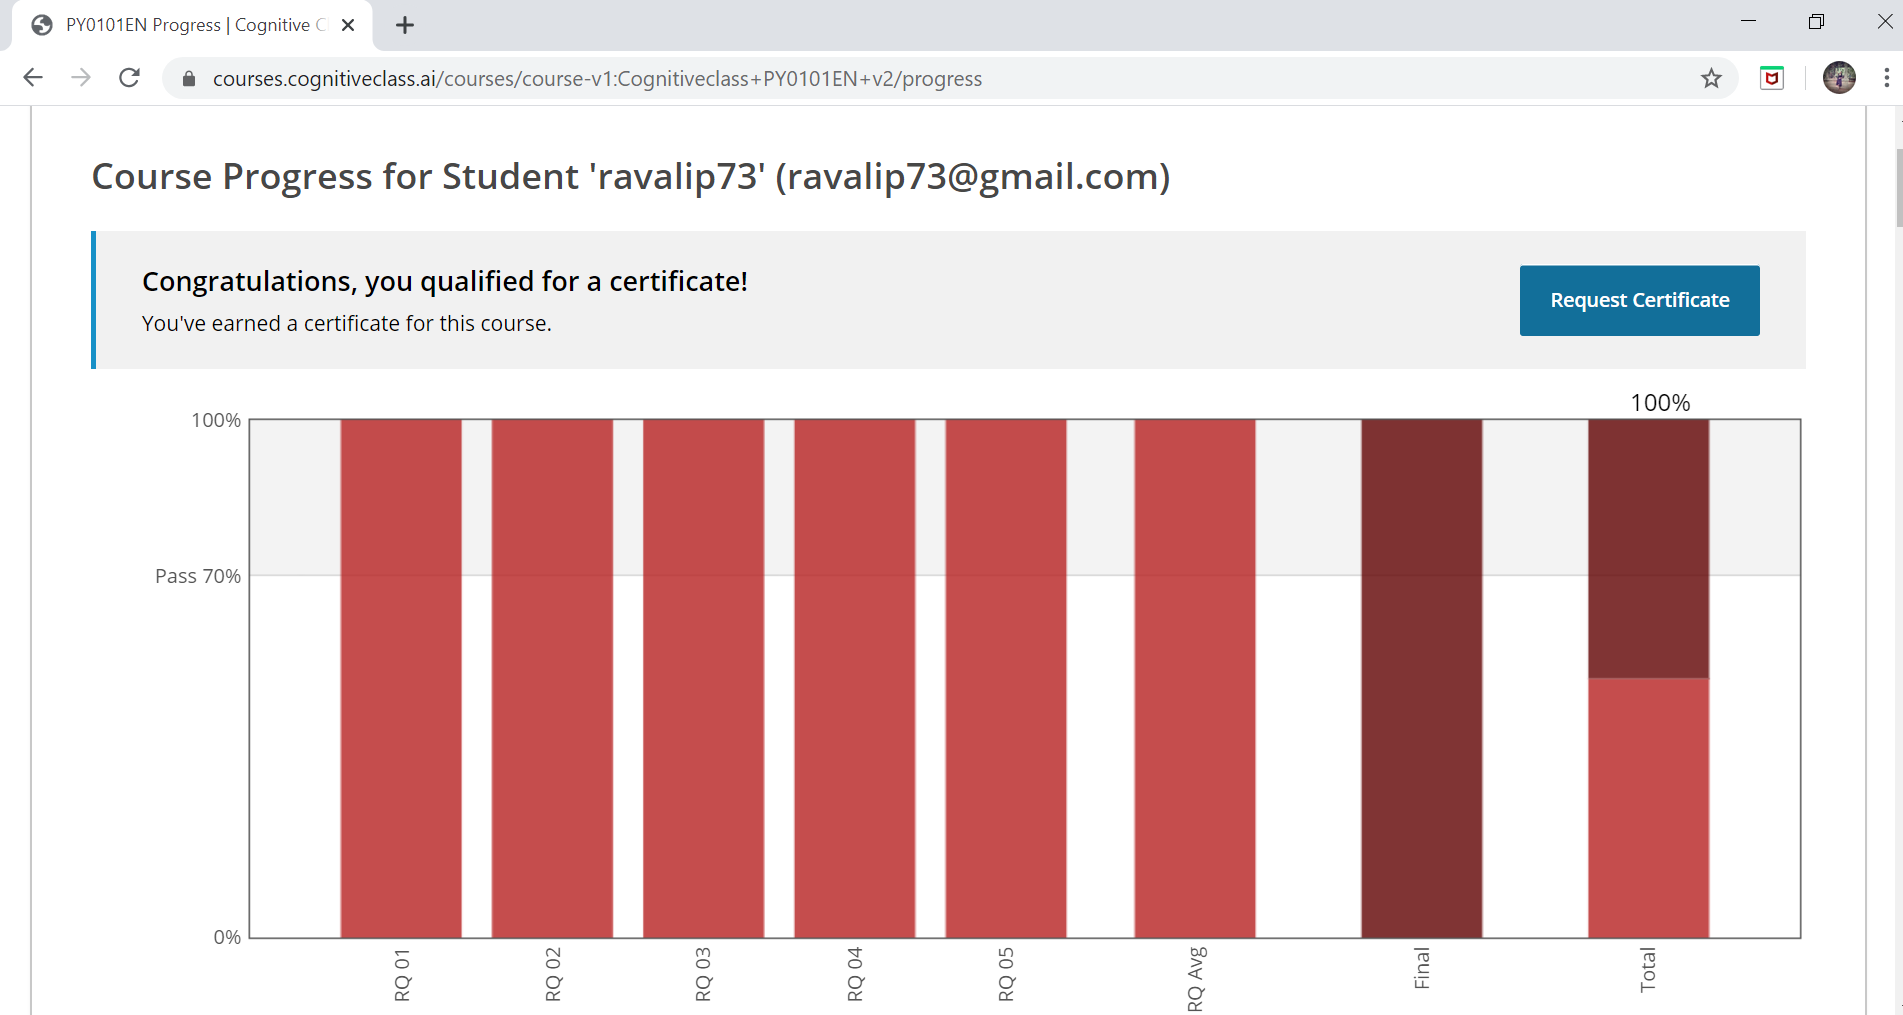 PY0101EN Progress | Cognitive C
courses.cognitiveclass.ai/courses/course-v1:Cognitiveclass+PY0101EN+v2/progress
Course Progress for Student 'ravalip73' (ravalip73@gmail.com)
Congratulations, you qualified for a certificate!
You've earned a certificate for this course.
Request Certificate
100%
100%
Pass 70%
0%
RQ 01
RQ 02
RQ 03
RQ 04
RQ 05
RQ Avg
Final
Total